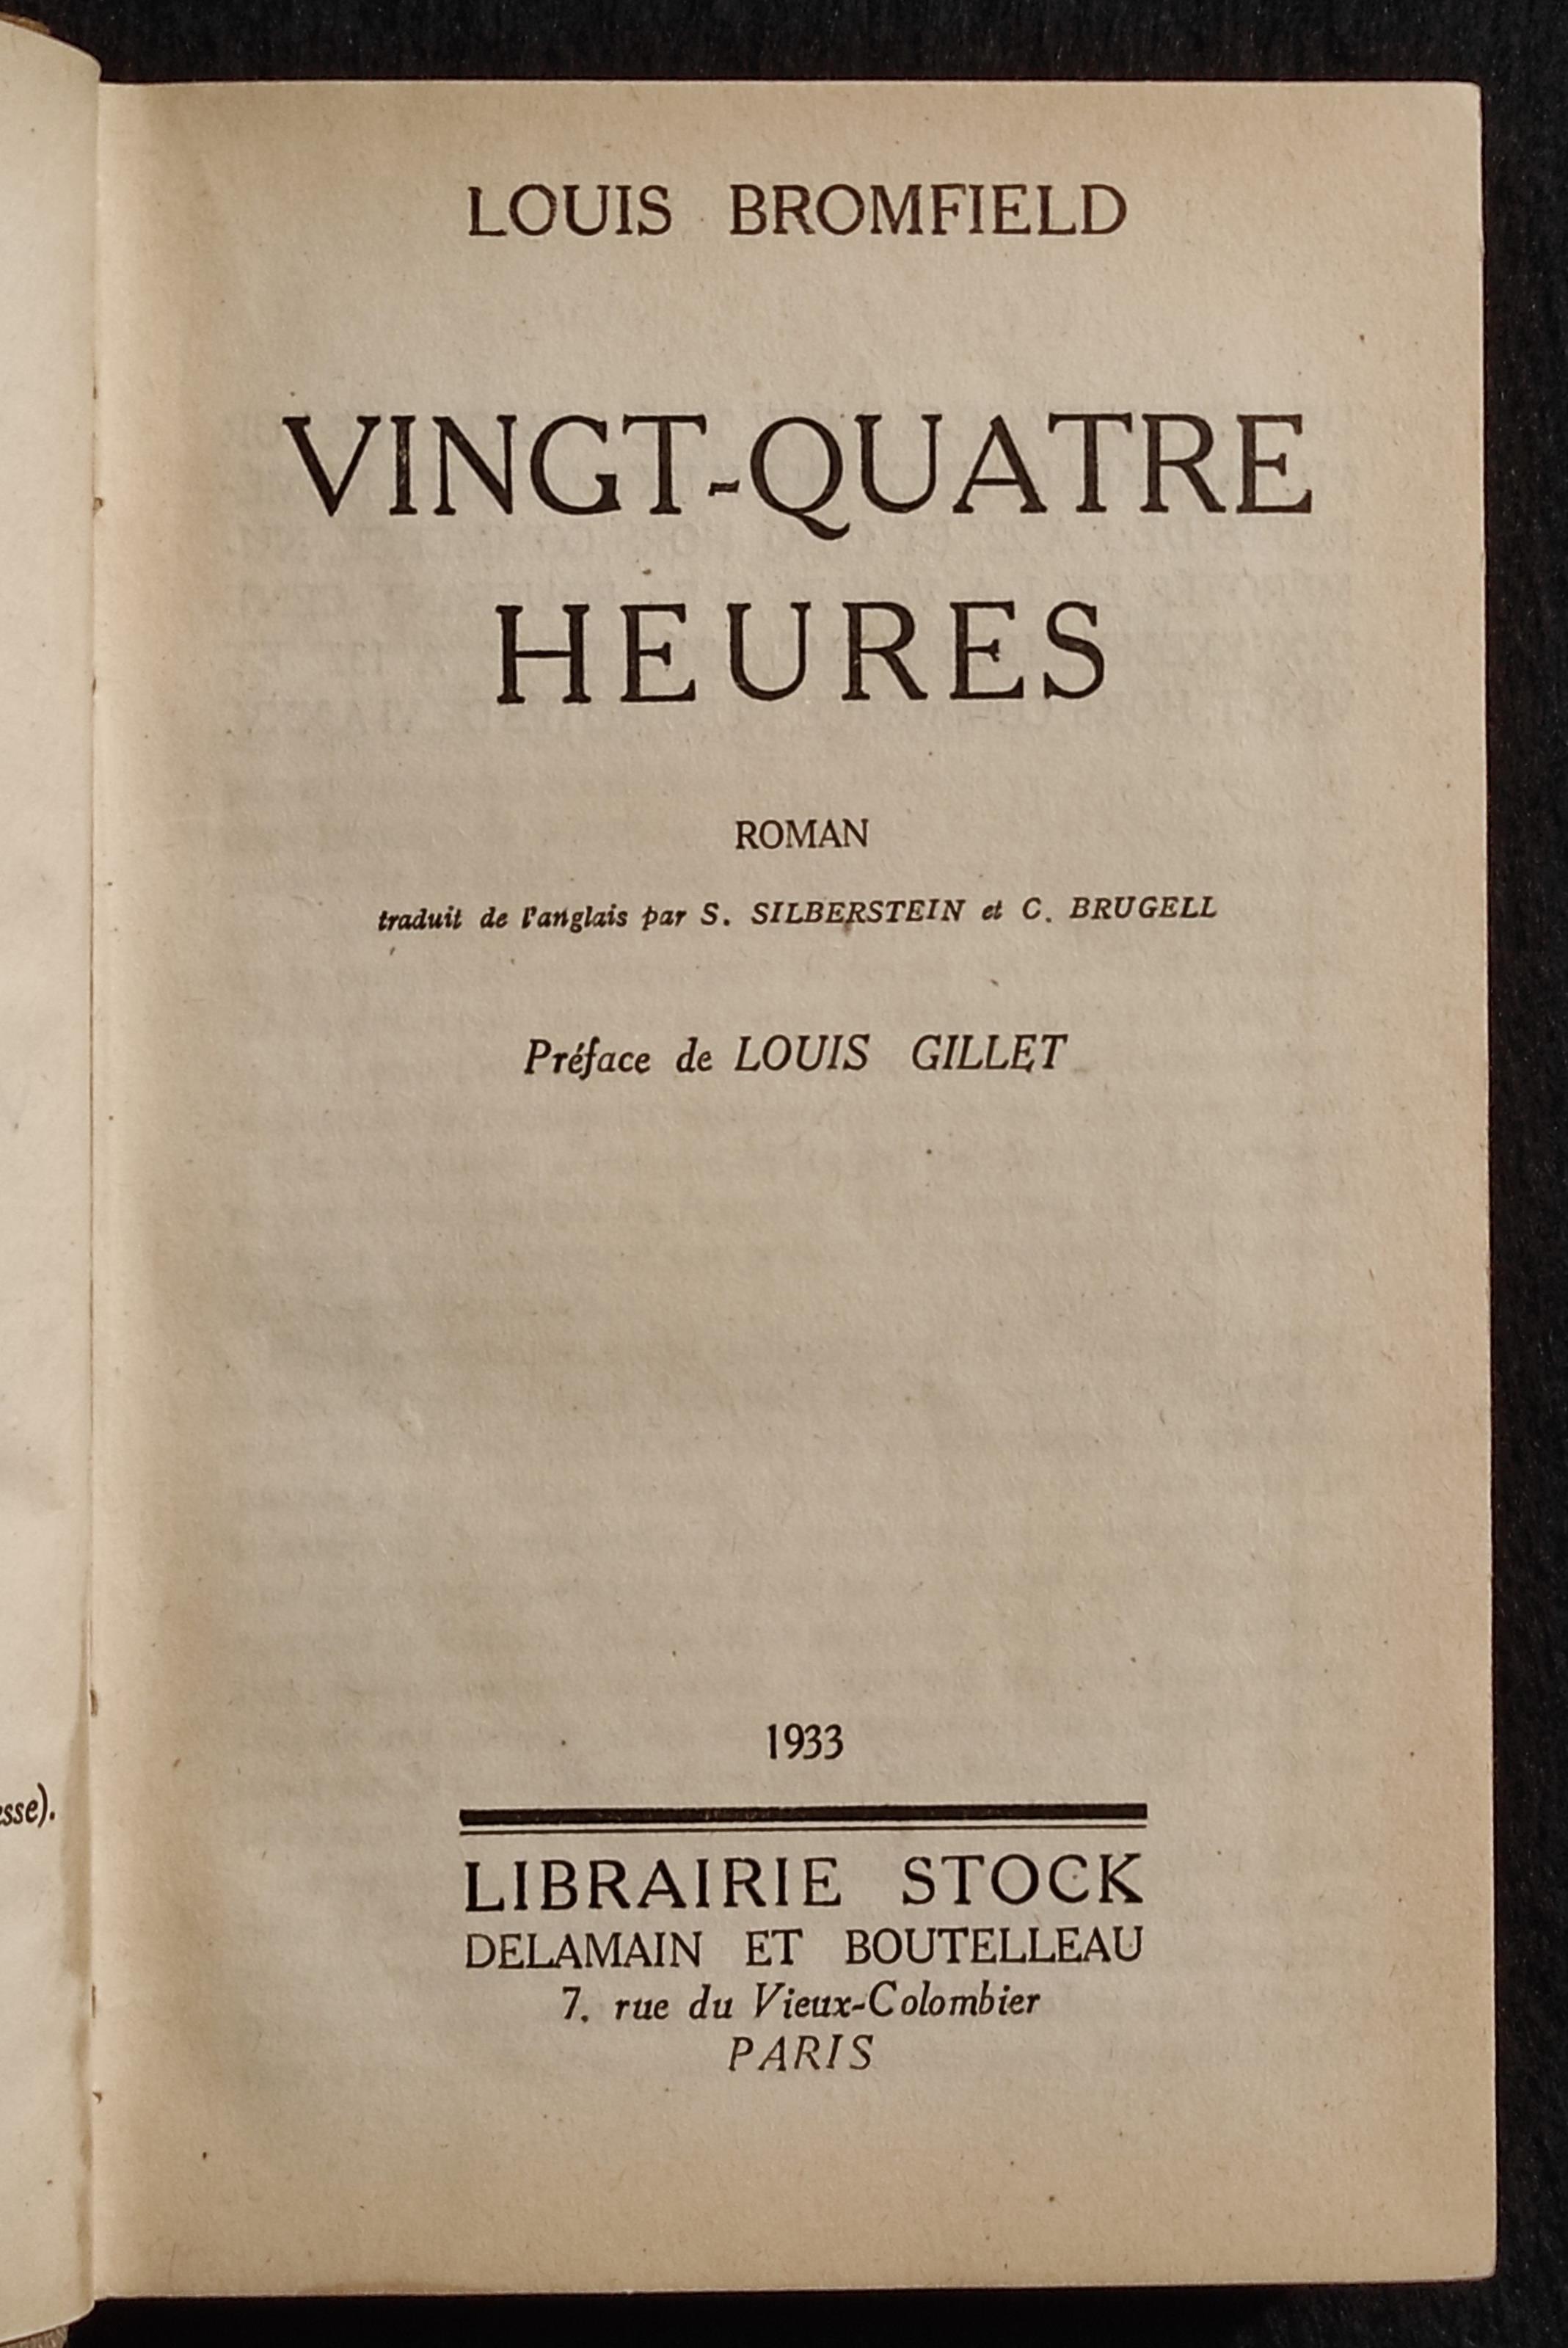 LOUIS BROMFIELD
VINGT-QUATRE
HEURES
ROMAN
traduit de l'anglais par S. SILBERSTEIN et C. BRUGELL
Préface de LOUIS GILLET
1933
LIBRAIRIE STOCK
DELAMAIN ET BOUTELLEAU
7, rue du Vieux-Colombier
PARIS